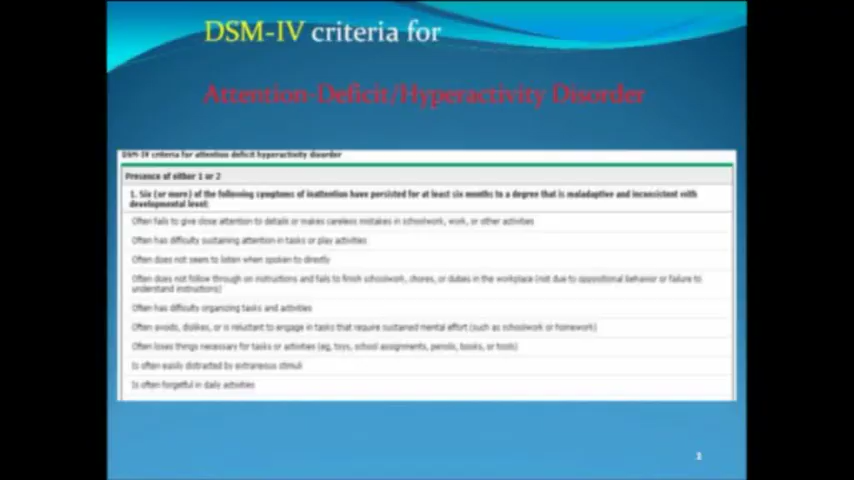 DSM-IV criteria for
Attention-Deficit/Hyperactivity Disorder
DSM-IV criteria for attention deficit hyperactivity disorder
Presence of either 1 or 2
1. Six (or more) of the following symptoms of inattention have persisted for at least six months to a degree that is maladaptive and inconsistent with
developmental level:
Often fails to give close attention to details or makes careless mistakes in schoolwork, work, or other activities
Often has difficulty sustaining attention in tasks or play activities
Often does not seem to listen when spoken to directly
Often does not follow through on instructions and fails to finish schoolwork, chores, or duties in the workplace (not due to oppositional behavior or failure to
understand instructions)
Often has difficulty organizing tasks and activities
Often avoids, dislikes, or is reluctant to engage in tasks that require sustained mental effort (such as schoolwork or homework)
Often loses things necessary for tasks or activities (eg, toys, school assignments, pencils, books, or tools)
Is often easily distracted by extraneous stimuli
Is often forgetful in daily activities
1